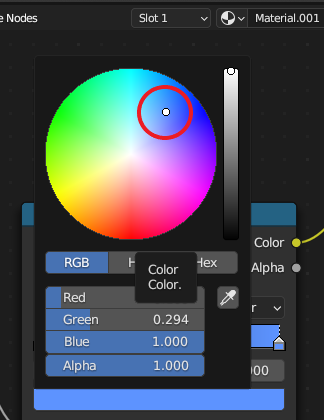 e Nodes
Slot 1
Material.001
Color
Alpha
RGB
H
Hex
Color
Color.
Red
Green 0.294
Blue 1.000
Alpha 1.000
r
00